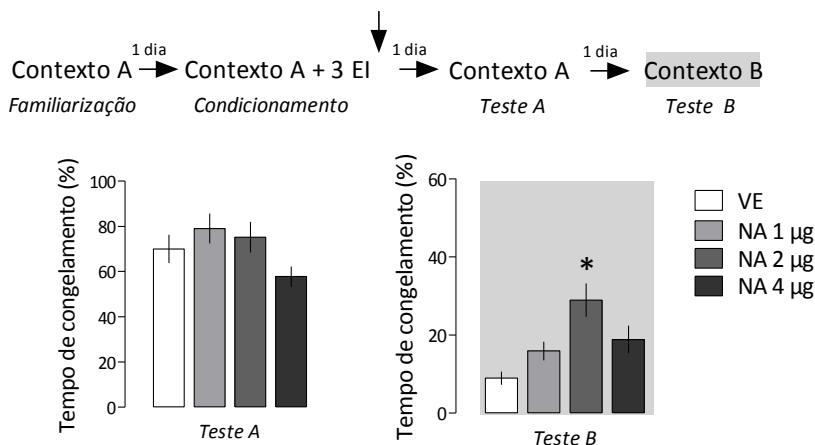 1 dia
1 dia
1 dia
Contexto A
Contexto A + 3 EI
Contexto A
Contexto B
Familiarização
Condicionamento
Teste A
Teste B
Tempo de congelamento (%)
100
80
60
40
20
0
Teste A
Tempo de congelamento (%)
60
40
20
0
*
Teste B
VE
NA 1 µg
NA 2 µg
NA 4 µg